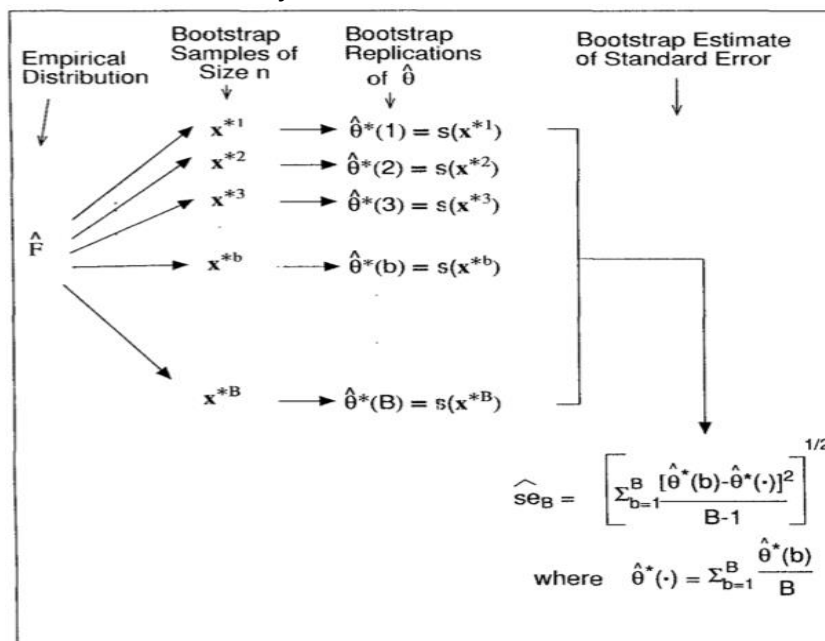 Empirical
Distribution
Bootstrap
Samples of
Size n
Bootstrap
Replications
of θ̂
Bootstrap Estimate
of Standard Error
F̂
x*1 θ̂*(1) = s(x*1)
x*2 θ̂*(2) = s(x*2)
x*3 θ̂*(3) = s(x*3)
x*b θ̂*(b) = s(x*b)
x*B θ̂*(B) = s(x*B)
ŝe_B = [Σ_{b=1}^{B} [θ̂*(b)-θ̂*(·)]² / B-1]^{1/2}
where θ̂*(·) = Σ_{b=1}^{B} θ̂*(b) / B